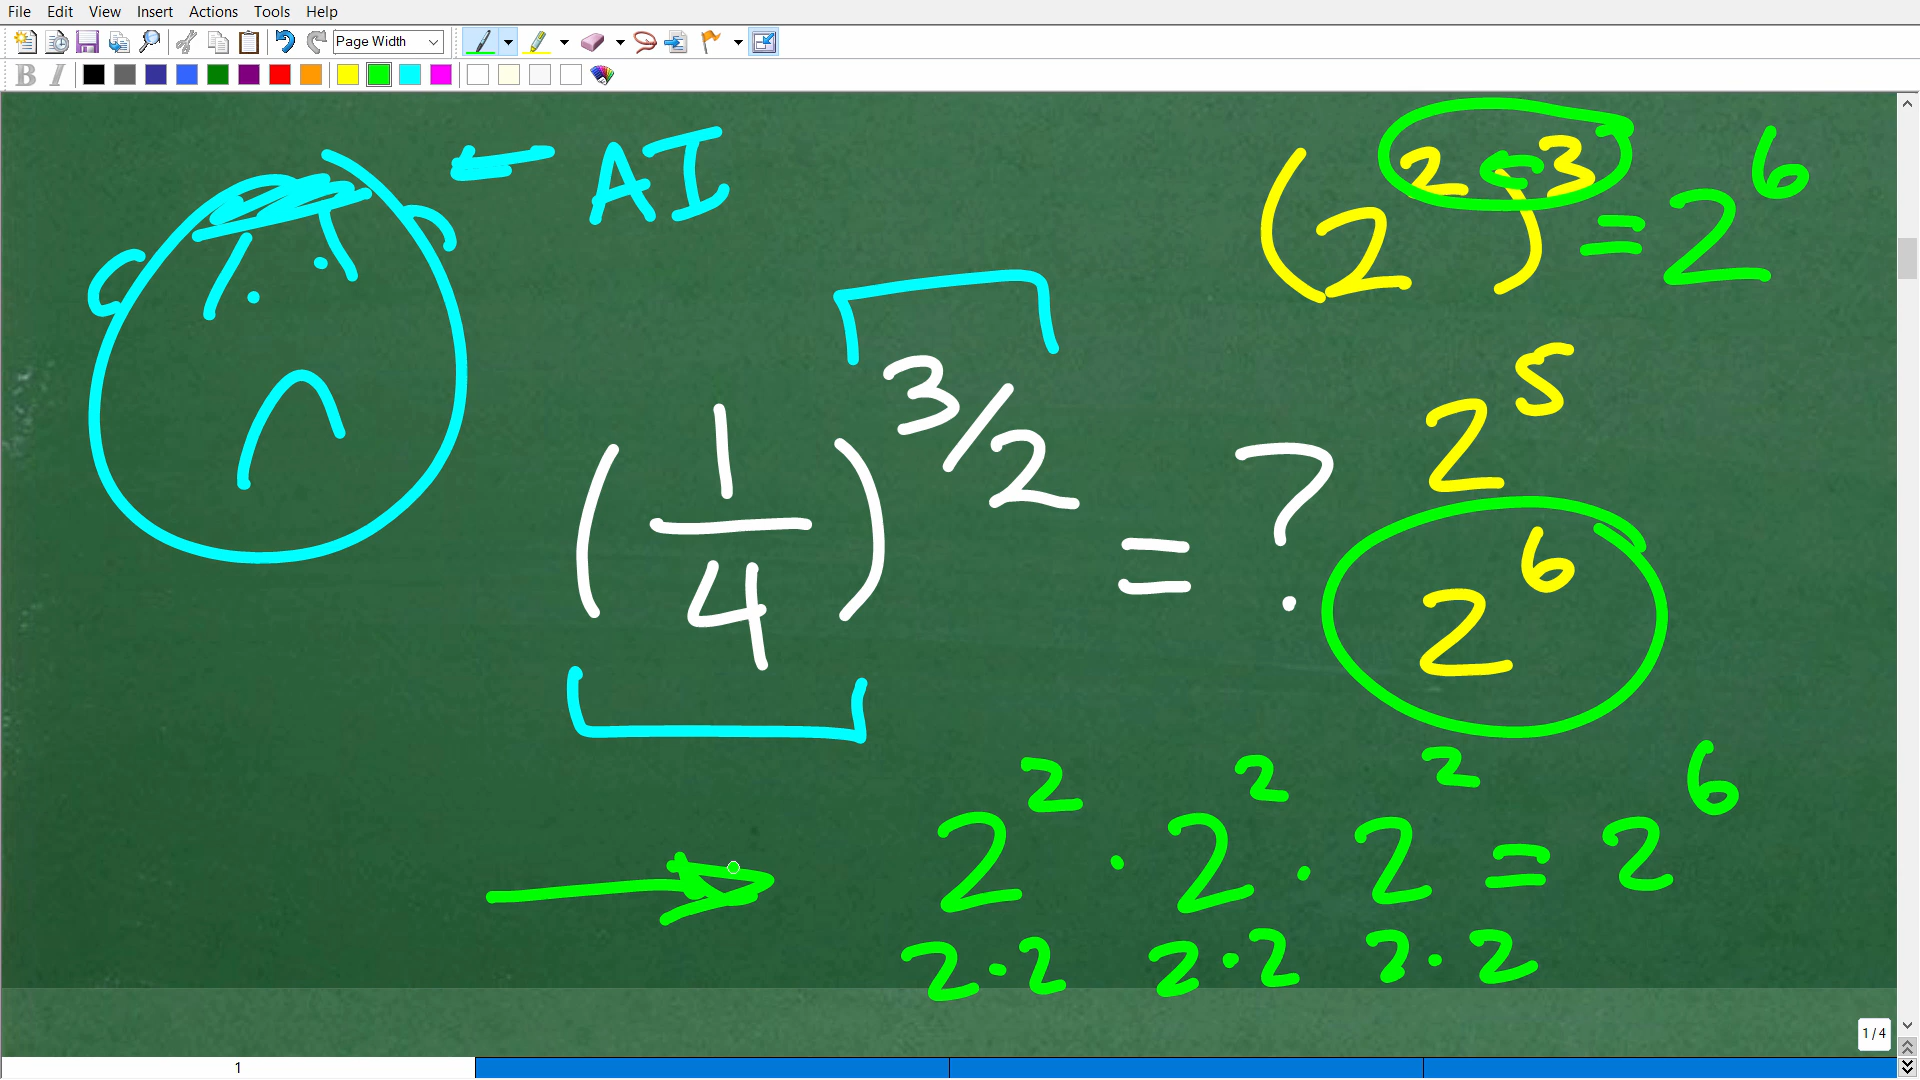 File Edit View Insert Actions Tools Help
Page Width
B I
AI
(2^2)^3 = 2^6
(1/4)^3/2 = ?
2^5
2^6
2^2 · 2^2 · 2^2 = 2^6
2·2 2·2 2·2
1 / 4
1